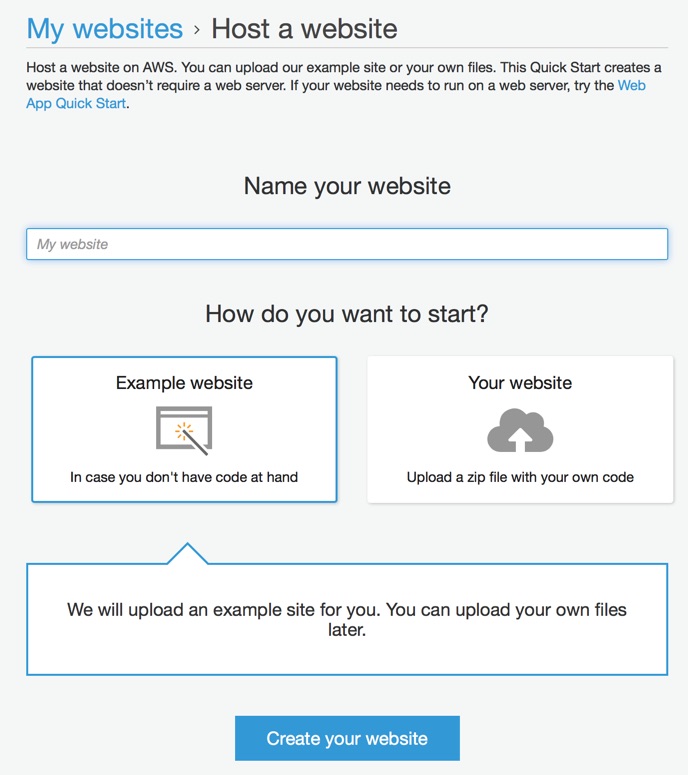 My websites › Host a website
Host a website on AWS. You can upload our example site or your own files. This Quick Start creates a
website that doesn't require a web server. If your website needs to run on a web server, try the Web
App Quick Start.
Name your website
My website
How do you want to start?
Example website
In case you don't have code at hand
Your website
Upload a zip file with your own code
We will upload an example site for you. You can upload your own files
later.
Create your website